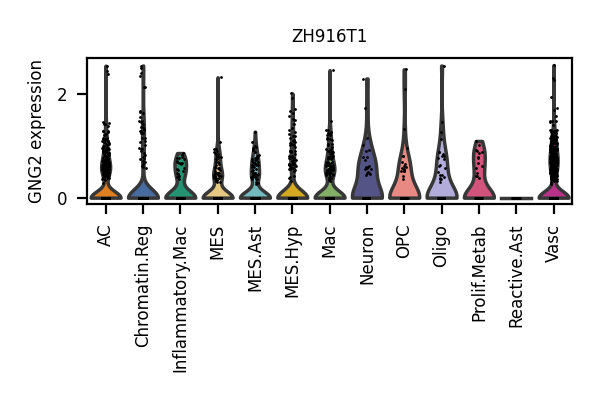 ZH916T1
GNG2 expression
2
0
AC
Chromatin.Reg
Inflammatory.Mac
MES
MES.Ast
MES.Hyp
Mac
Neuron
OPC
Oligo
Prolif.Metab
Reactive.Ast
Vasc